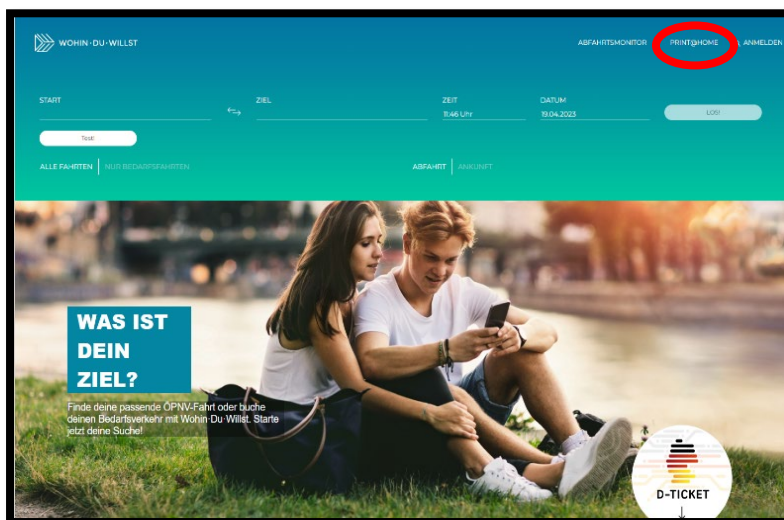 WOHIN·DU·WILLST
ABFAHRTSMONITOR PRINT@HOME ANMELDEN
START ZIEL ZEIT DATUM
11:46 Uhr 19.04.2023 LOS!
Test!
ALLE FAHRTEN NUR BEDARFSFAHRTEN ABFAHRT ANKUNFT
WAS IST
DEIN
ZIEL?
Finde deine passende ÖPNV-Fahrt oder buche
deinen Bedarfsverkehr mit Wohin·Du·Willst. Starte
jetzt deine Suche!
D-TICKET